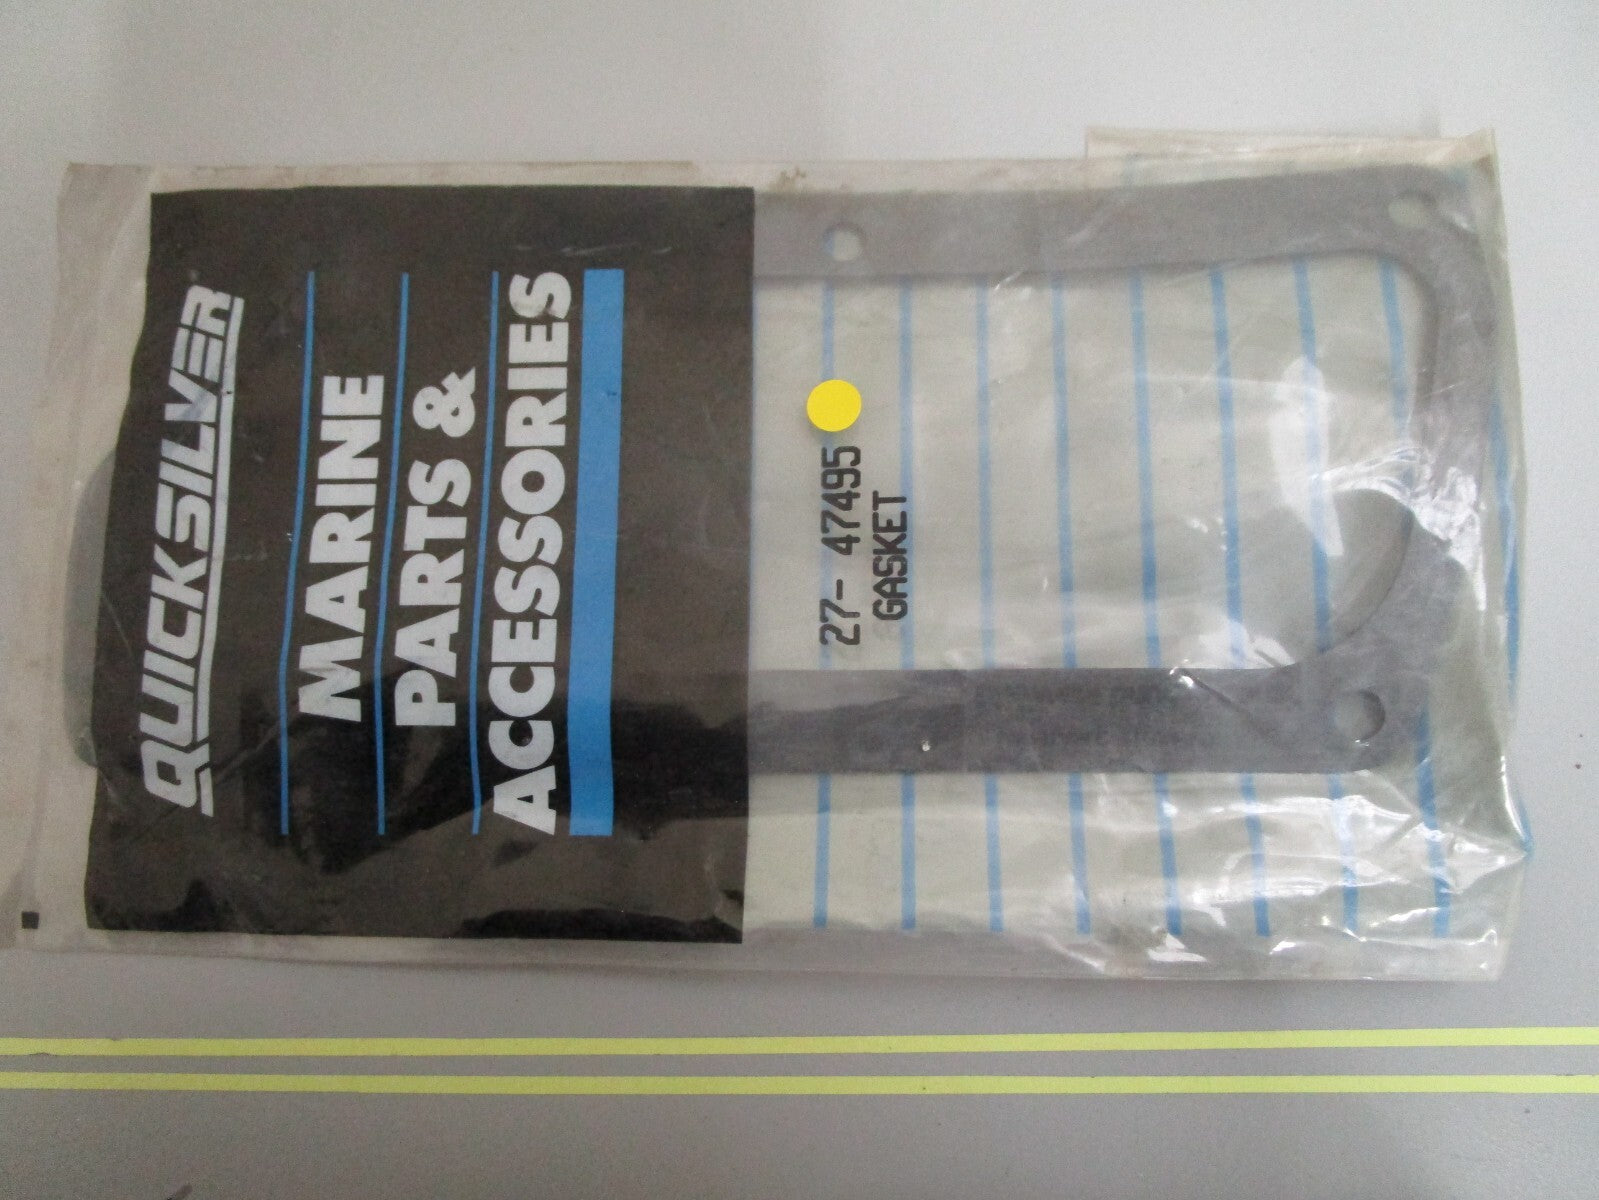 QUICKSILVER
MARINE
PARTS &
ACCESSORIES
27- 47495
GASKET